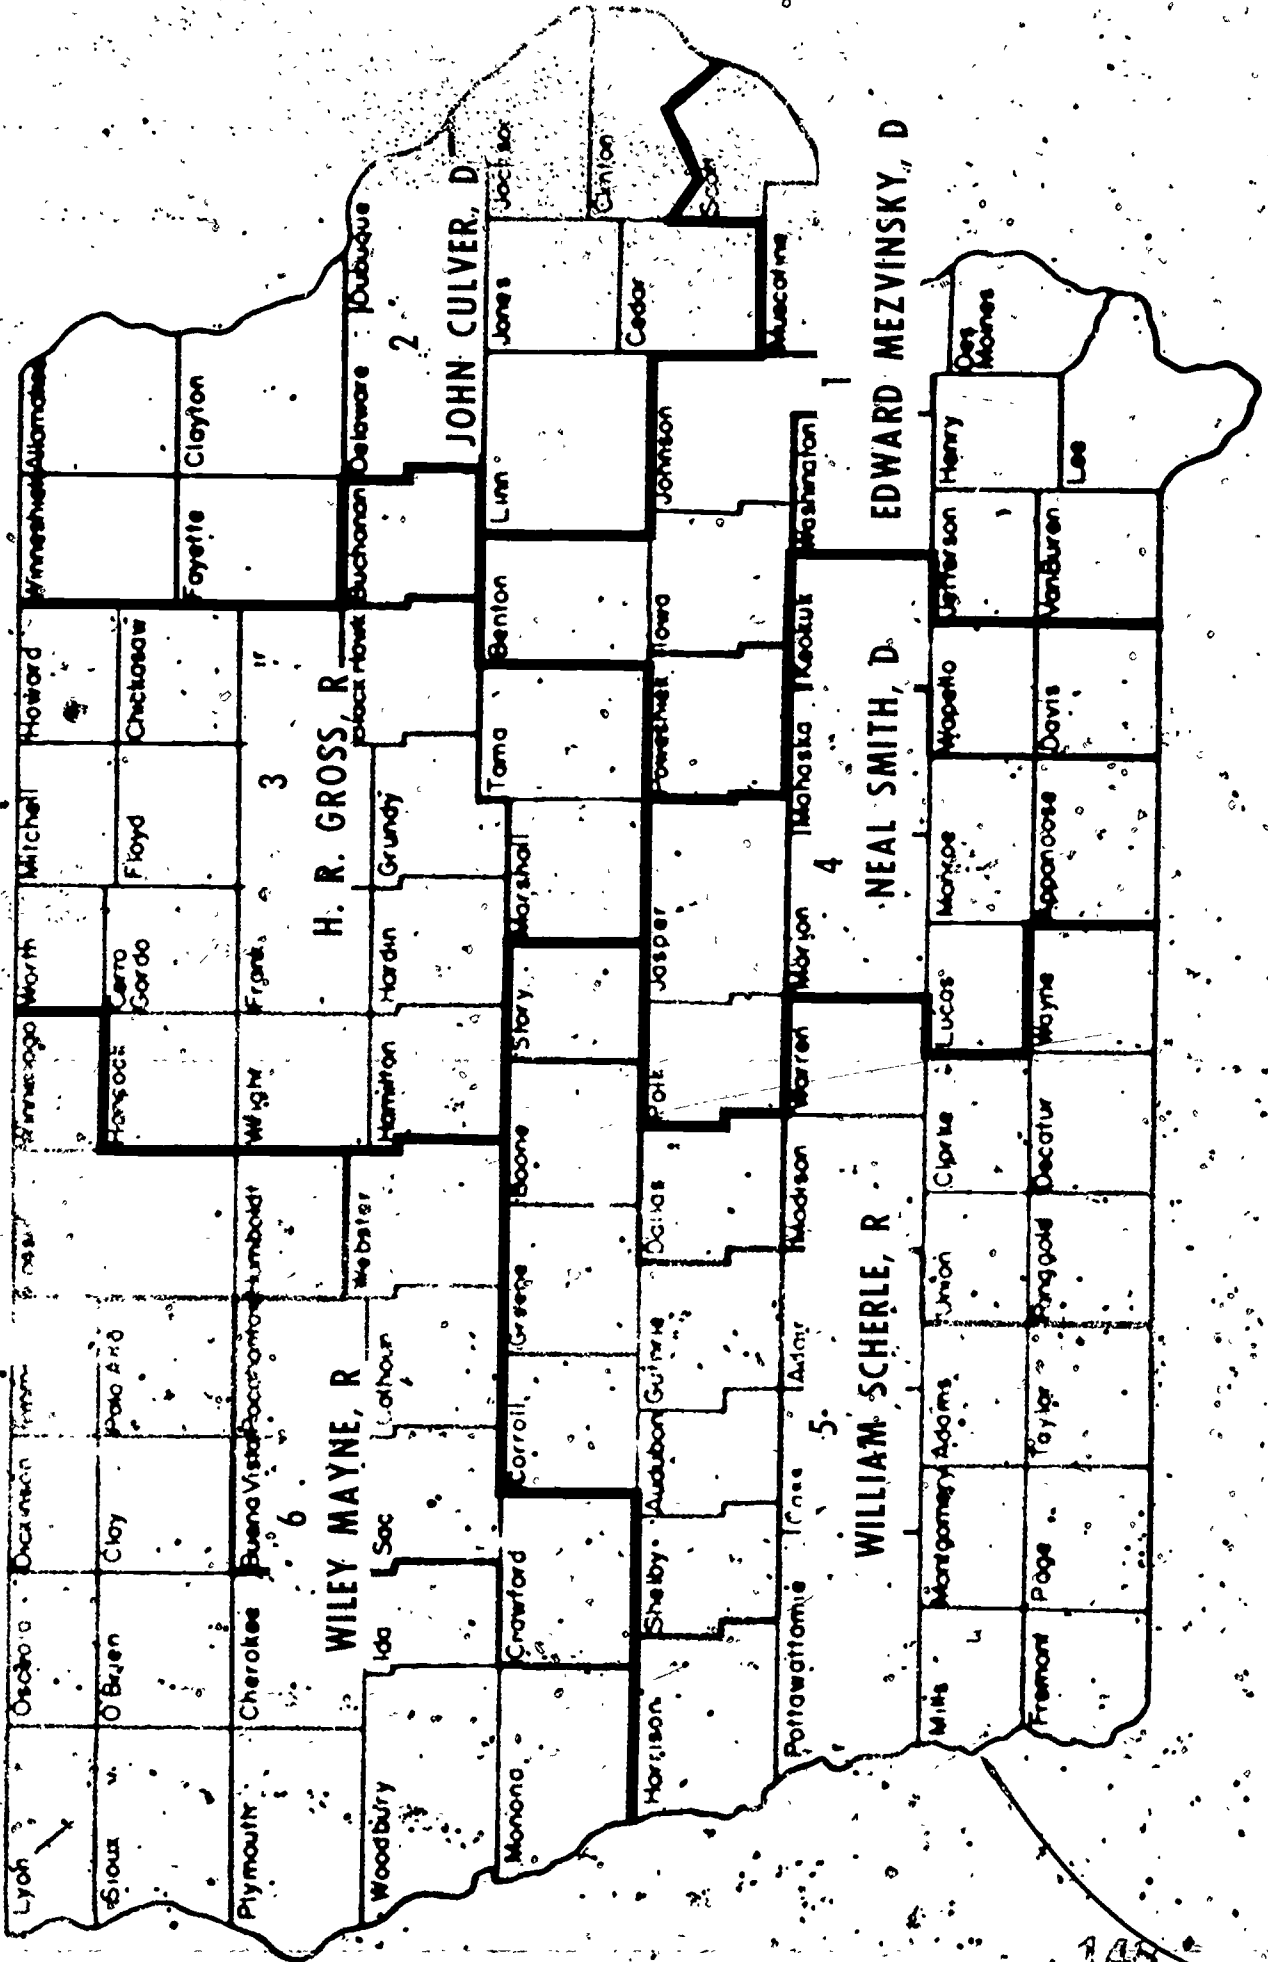 Lyon
Osceola
Dickinson
Worth
Mitchell
Howard
Winneshiek
Allamakee
Sioux
O'Brien
Clay
Palo Alto
Hancock
Cerro
Gordo
Floyd
Chickasaw
Fayette
Clayton
Plymouth
Cherokee
Buena Vista
Pocahontas
Humboldt
Wright
Frank
3
6
WILEY MAYNE, R
H. R. GROSS, R
Woodbury
Ida
Sac
Calhoun
Webster
Hamilton
Hardin
Grundy
Black Hawk
Buchanan
Delaware
Dubuque
2
JOHN CULVER, D
Monona
Crawford
Carroll
Greene
Boone
Story
Marshall
Tama
Benton
Linn
Jones
Jackson
Clinton
Cedar
Harrison
Shelby
Audubon
Guthrie
Dallas
Polk
Jasper
Poweshiek
Iowa
Johnson
Scott
Muscatine
Pottawattamie
Adair
Madison
Warren
Marion
Mahaska
Keokuk
Washington
5
WILLIAM SCHERLE, R
4
NEAL SMITH, D
1
EDWARD MEZVINSKY, D
Mills
Montgomery
Adams
Union
Clarke
Lucas
Monroe
Wapello
Jefferson
Henry
Des
Moines
Fremont
Page
Taylor
Ringgold
Decatur
Wayne
Appanoose
Davis
VanBuren
Lee